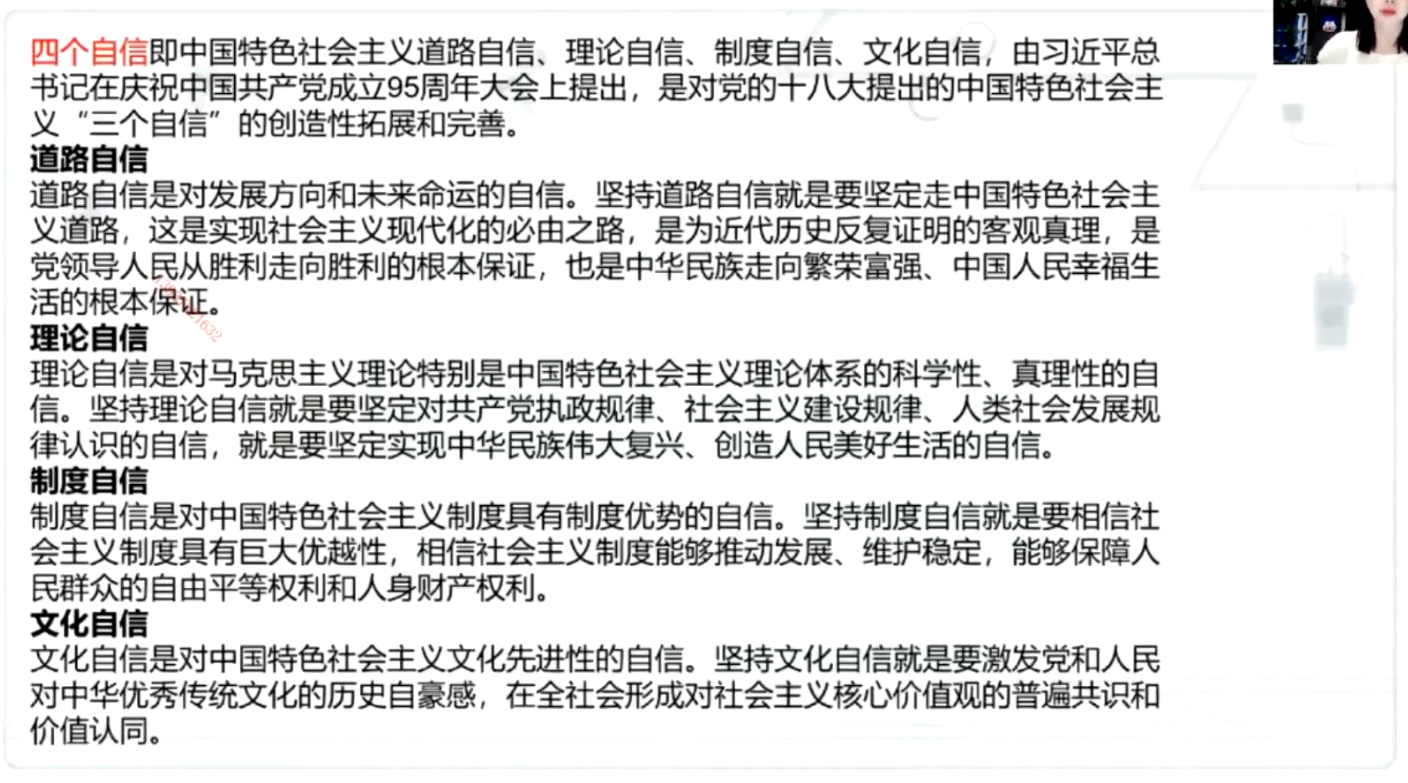 四个自信即中国特色社会主义道路自信、理论自信、制度自信、文化自信，由习近平总
书记在庆祝中国共产党成立95周年大会上提出，是对党的十八大提出的中国特色社会主
义“三个自信”的创造性拓展和完善。
道路自信
道路自信是对发展方向和未来命运的自信。坚持道路自信就是要坚定走中国特色社会主
义道路，这是实现社会主义现代化的必由之路，是为近代历史反复证明的客观真理，是
党领导人民从胜利走向胜利的根本保证，也是中华民族走向繁荣富强、中国人民幸福生
活的根本保证。
理论自信
理论自信是对马克思主义理论特别是中国特色社会主义理论体系的科学性、真理性的自
信。坚持理论自信就是要坚定对共产党执政规律、社会主义建设规律、人类社会发展规
律认识的自信，就是要坚定实现中华民族伟大复兴、创造人民美好生活的自信。
制度自信
制度自信是对中国特色社会主义制度具有制度优势的自信。坚持制度自信就是要相信社
会主义制度具有巨大优越性，相信社会主义制度能够推动发展、维护稳定，能够保障人
民群众的自由平等权利和人身财产权利。
文化自信
文化自信是对中国特色社会主义文化先进性的自信。坚持文化自信就是要激发党和人民
对中华优秀传统文化的历史自豪感，在全社会形成对社会主义核心价值观的普遍共识和
价值认同。